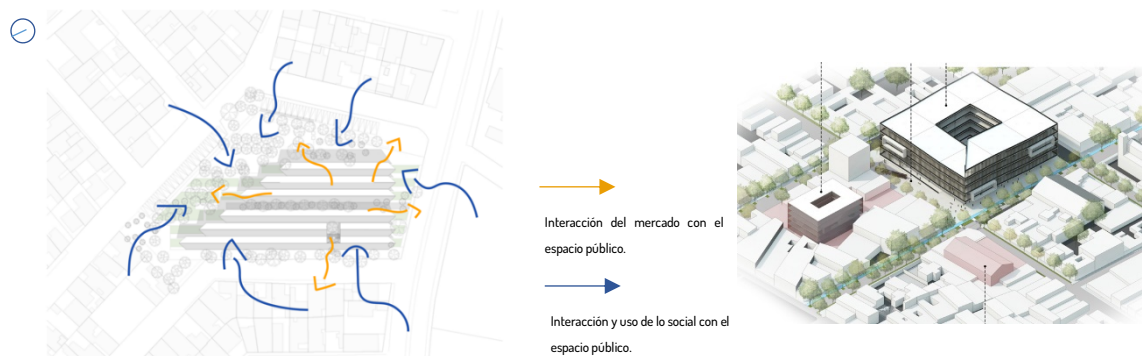 Interacción del mercado con el
espacio público.
Interacción y uso de lo social con el
espacio público.